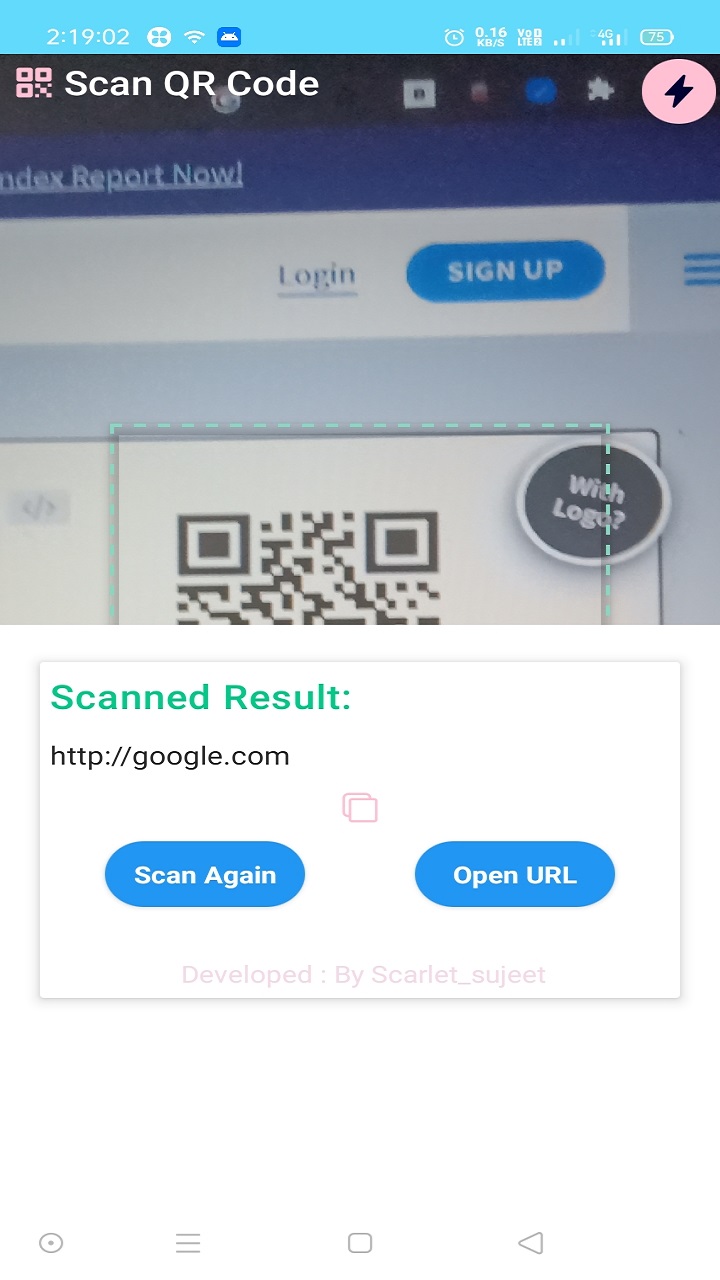 2:19:02
0.16
KB/S
Vo
LTE 2
4G
75
Scan QR Code
ndex Report Now!
Login
SIGN UP
</>
With
Logo?
Scanned Result:
http://google.com
Scan Again
Open URL
Developed : By Scarlet_sujeet